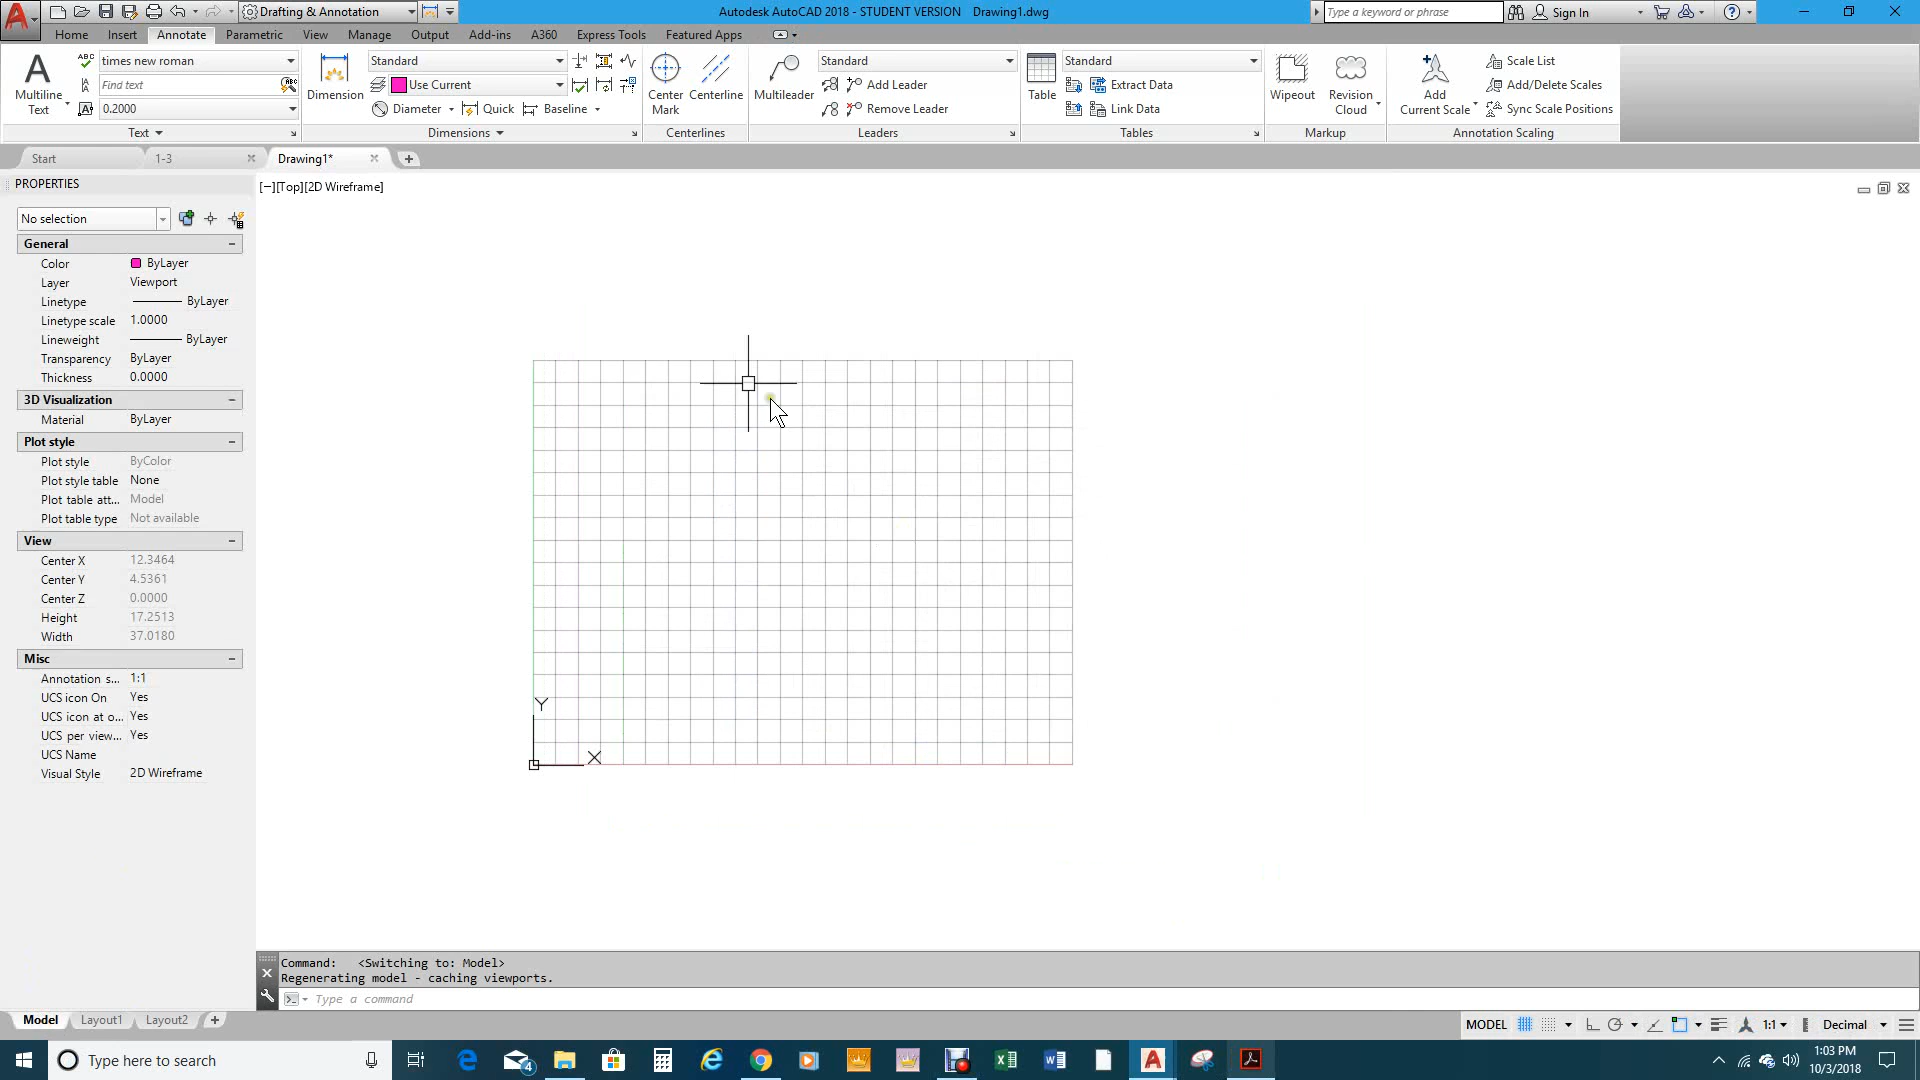 Drafting & Annotation
Autodesk AutoCAD 2018 - STUDENT VERSION Drawing1.dwg
Type a keyword or phrase
Sign In
Home Insert Annotate Parametric View Manage Output Add-ins A360 Express Tools Featured Apps
Multiline Text
times new roman
Find text
0.2000
Text
Dimension
Standard
Use Current
Diameter Quick Baseline
Dimensions
Center Mark
Centerline
Centerlines
Multileader
Standard
Add Leader
Remove Leader
Leaders
Table
Standard
Extract Data
Link Data
Tables
Wipeout
Revision Cloud
Markup
Add Current Scale
Scale List
Add/Delete Scales
Sync Scale Positions
Annotation Scaling
Start 1-3 Drawing1*
PROPERTIES
[−][Top][2D Wireframe]
No selection
General
Color ByLayer
Layer Viewport
Linetype ByLayer
Linetype scale 1.0000
Lineweight ByLayer
Transparency ByLayer
Thickness 0.0000
3D Visualization
Material ByLayer
Plot style
Plot style ByColor
Plot style table None
Plot table att... Model
Plot table type Not available
View
Center X 12.3464
Center Y 4.5361
Center Z 0.0000
Height 17.2513
Width 37.0180
Misc
Annotation s... 1:1
UCS icon On Yes
UCS icon at o... Yes
UCS per view... Yes
UCS Name
Visual Style 2D Wireframe
Y
X
Command: <Switching to: Model>
Regenerating model - caching viewports.
Type a command
Model Layout1 Layout2
MODEL 1:1 Decimal
Type here to search
4
1:03 PM
10/3/2018